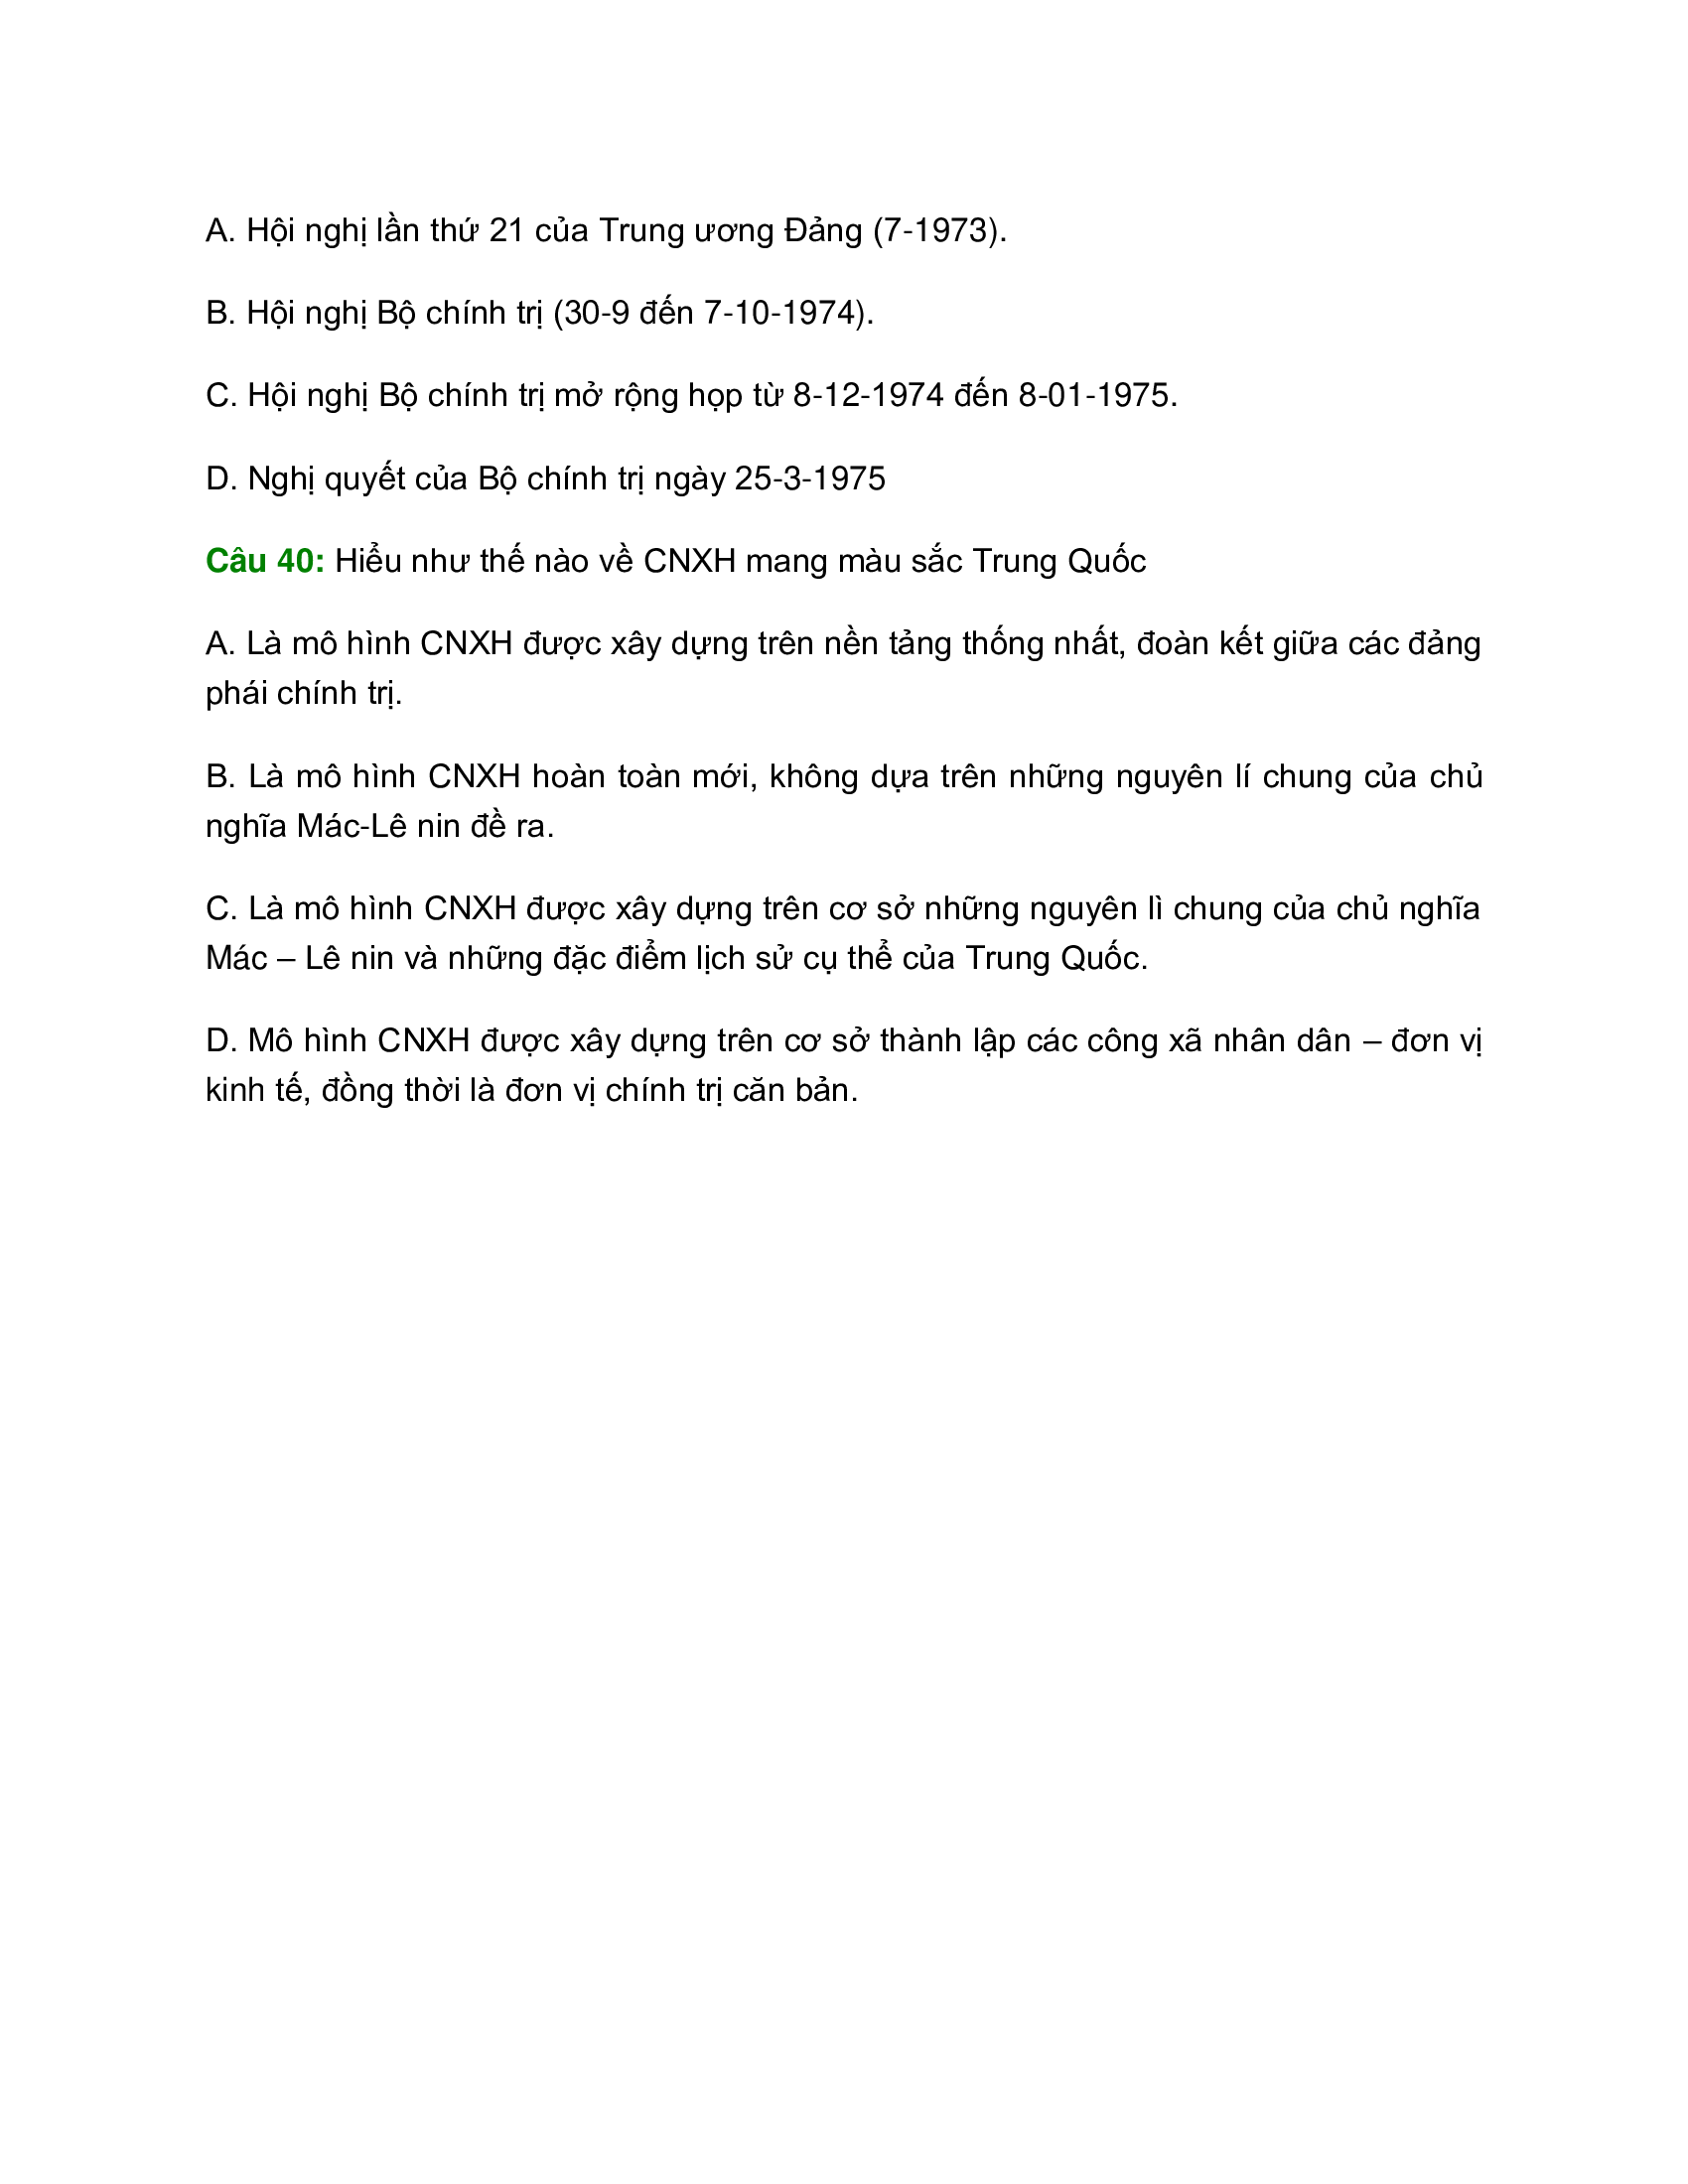 A. Hội nghị lần thứ 21 của Trung ương Đảng (7-1973).
B. Hội nghị Bộ chính trị (30-9 đến 7-10-1974).
C. Hội nghị Bộ chính trị mở rộng họp từ 8-12-1974 đến 8-01-1975.
D. Nghị quyết của Bộ chính trị ngày 25-3-1975
Câu 40: Hiểu như thế nào về CNXH mang màu sắc Trung Quốc
A. Là mô hình CNXH được xây dựng trên nền tảng thống nhất, đoàn kết giữa các đảng
phái chính trị.
B. Là mô hình CNXH hoàn toàn mới, không dựa trên những nguyên lí chung của chủ
nghĩa Mác-Lê nin đề ra.
C. Là mô hình CNXH được xây dựng trên cơ sở những nguyên lì chung của chủ nghĩa
Mác – Lê nin và những đặc điểm lịch sử cụ thể của Trung Quốc.
D. Mô hình CNXH được xây dựng trên cơ sở thành lập các công xã nhân dân – đơn vị
kinh tế, đồng thời là đơn vị chính trị căn bản.